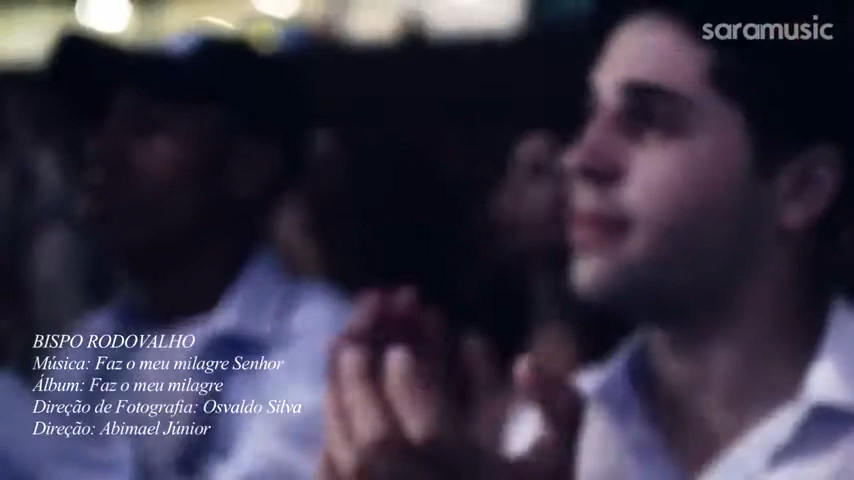 saramusic
BISPO RODOVALHO
Música: Faz o meu milagre Senhor
Álbum: Faz o meu milagre
Direção de Fotografia: Osvaldo Silva
Direção: Abimael Júnior